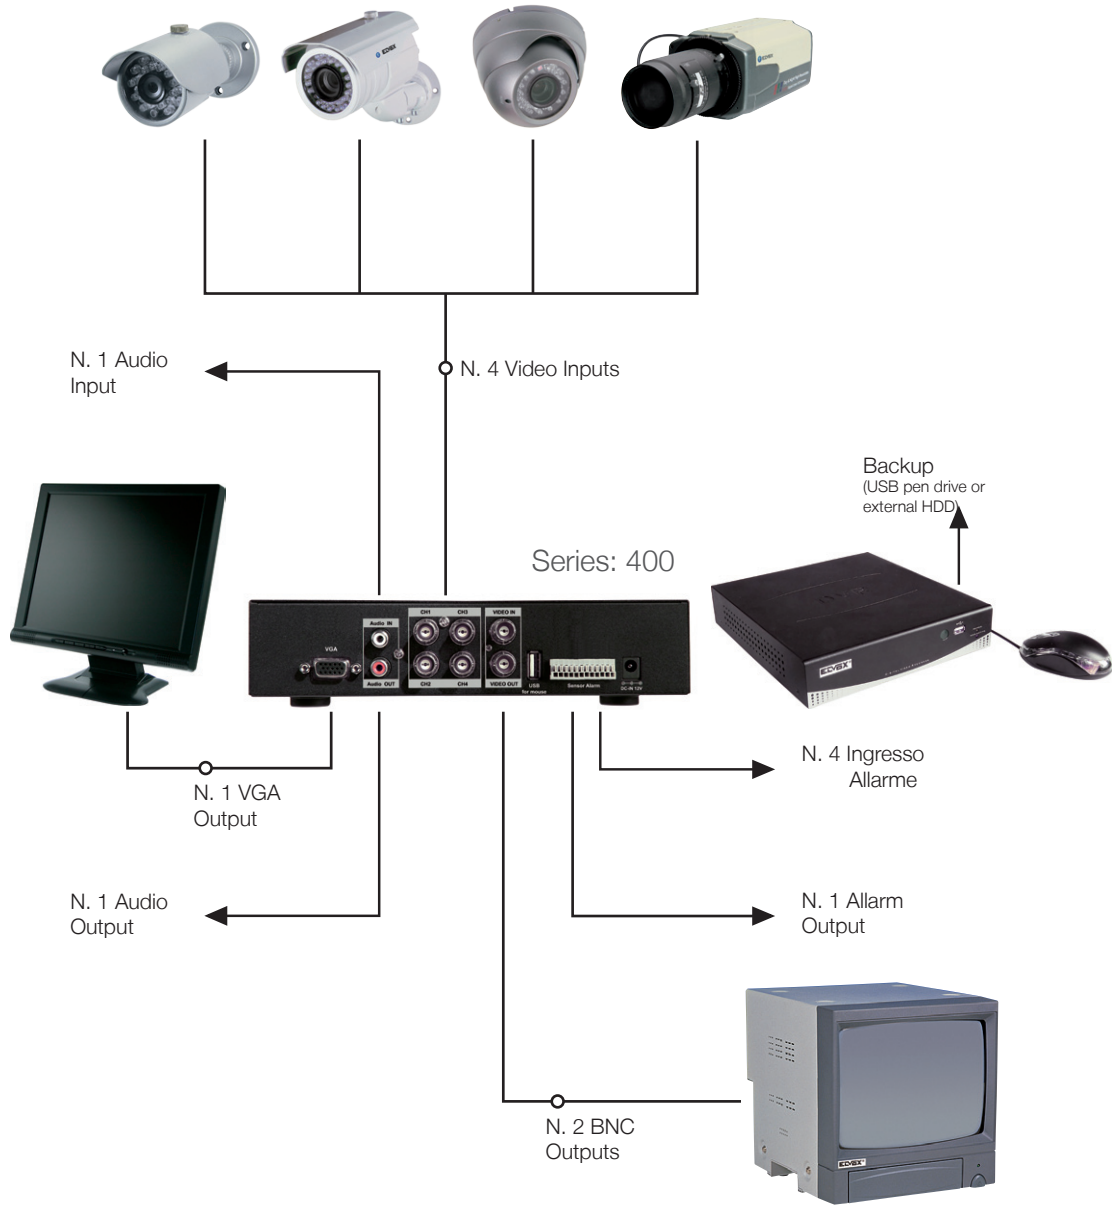 EDVEX
EDVEX
N. 1 Audio
Input
N. 4 Video Inputs
Backup
(USB pen drive or
external HDD)
Series: 400
CH1 CH3 VIDEO IN
Audio IN
VGA
Audio OUT CH2 CH4 VIDEO OUT USB
for mouse
Sensor Alarm DC-IN 12V
N. 4 Ingresso
Allarme
N. 1 VGA
Output
N. 1 Audio
Output
N. 1 Allarm
Output
N. 2 BNC
Outputs